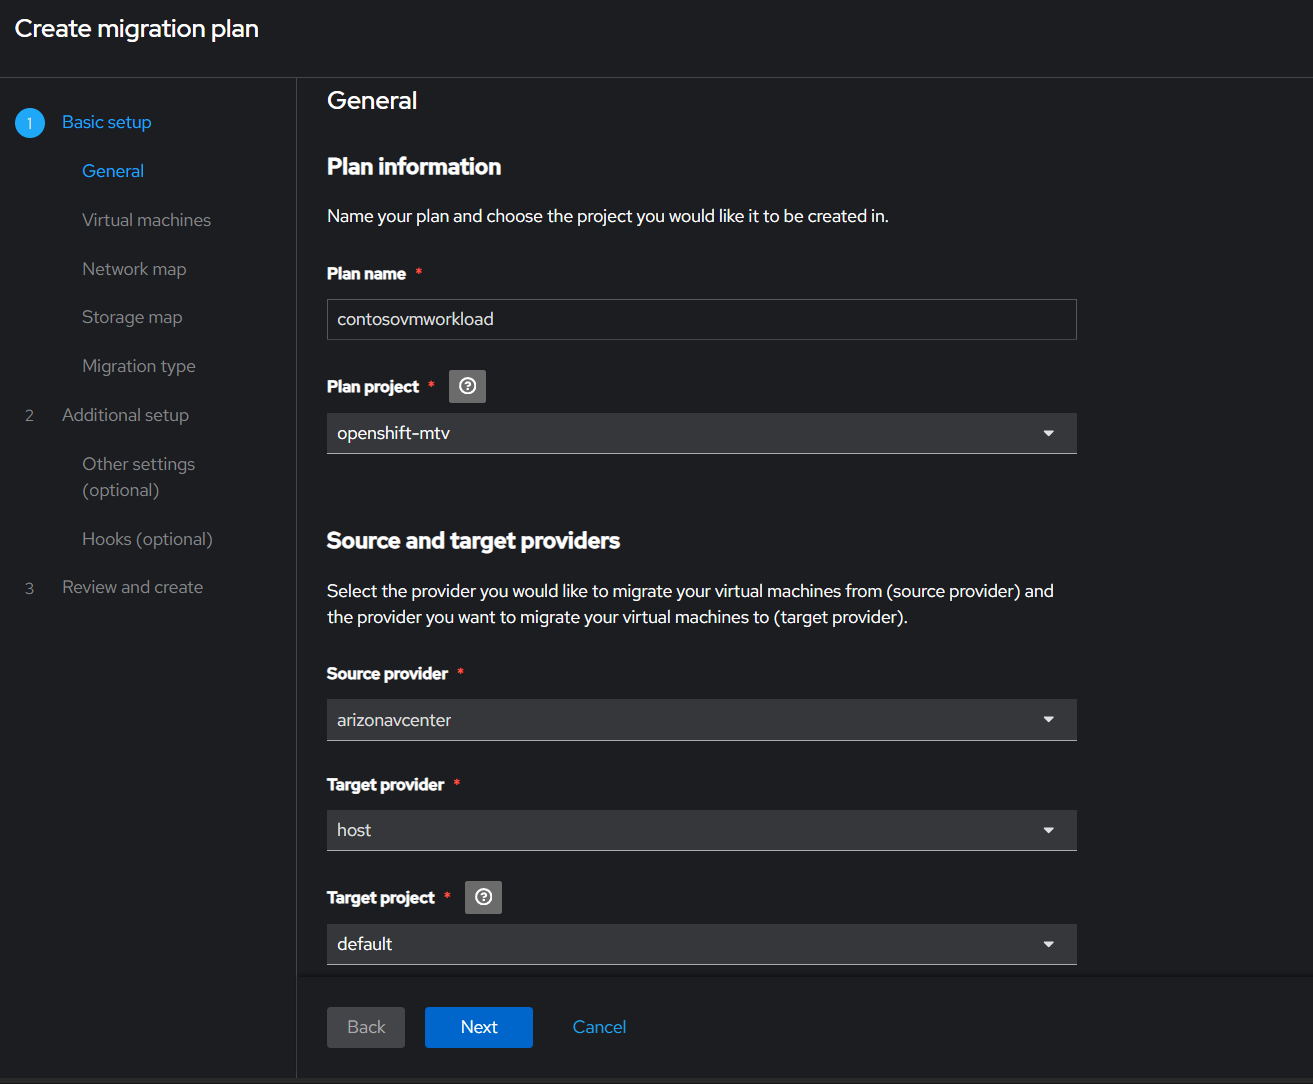 Create migration plan
1 Basic setup
General
Virtual machines
Network map
Storage map
Migration type
2 Additional setup
Other settings
(optional)
Hooks (optional)
3 Review and create
General
Plan information
Name your plan and choose the project you would like it to be created in.
Plan name *
contosovmworkload
Plan project *
openshift-mtv
Source and target providers
Select the provider you would like to migrate your virtual machines from (source provider) and
the provider you want to migrate your virtual machines to (target provider).
Source provider *
arizonavcenter
Target provider *
host
Target project *
default
Back Next Cancel